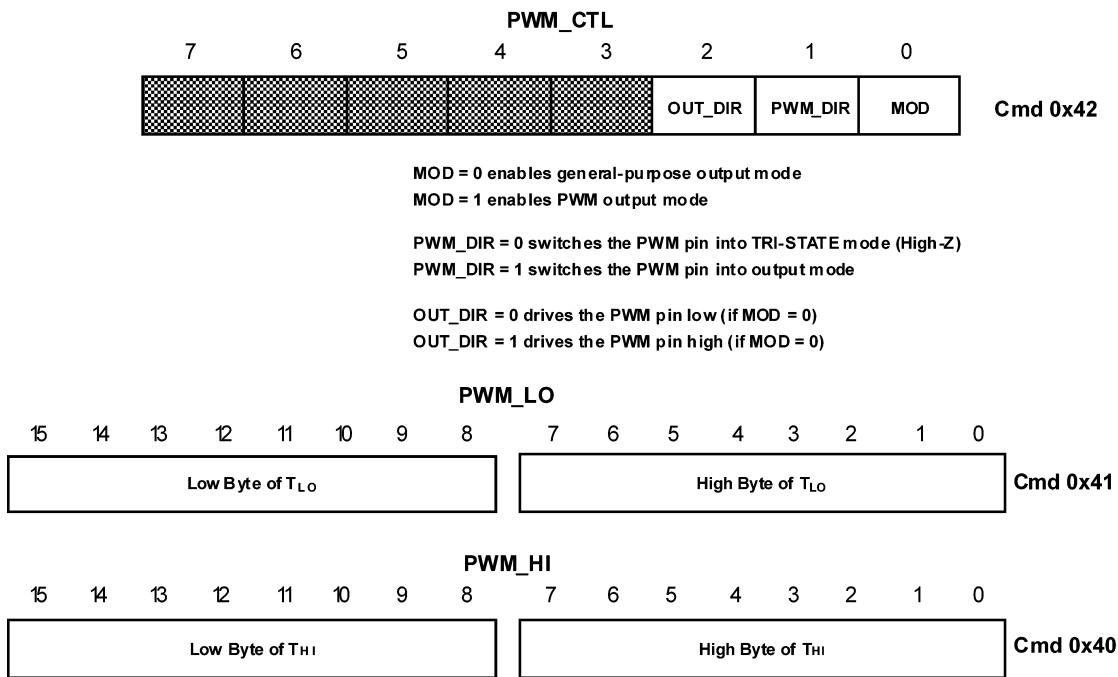 PWM_CTL
7 6 5 4 3 2 1 0
OUT_DIR PWM_DIR MOD Cmd 0x42
MOD = 0 enables general-purpose output mode
MOD = 1 enables PWM output mode
PWM_DIR = 0 switches the PWM pin into TRI-STATE mode (High-Z)
PWM_DIR = 1 switches the PWM pin into output mode
OUT_DIR = 0 drives the PWM pin low (if MOD = 0)
OUT_DIR = 1 drives the PWM pin high (if MOD = 0)
PWM_LO
15 14 13 12 11 10 9 8 7 6 5 4 3 2 1 0
Low Byte of TLO High Byte of TLO Cmd 0x41
PWM_HI
15 14 13 12 11 10 9 8 7 6 5 4 3 2 1 0
Low Byte of THI High Byte of THI Cmd 0x40